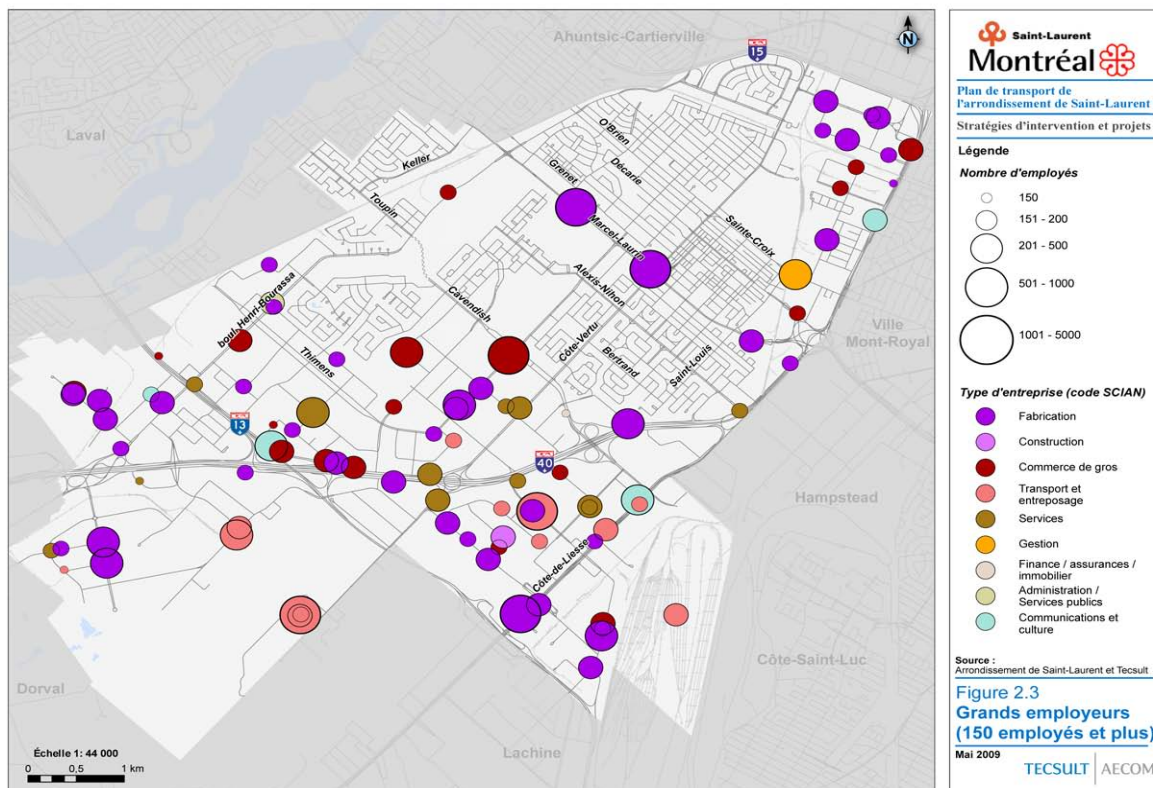 Ahuntsic-Cartierville
N
15
Laval
O'Brien
Keller
Grenet
Décarie
Toupin
Marcel-Laurin
Sainte-Croix
Alexis-Nihon
boul. Henri-Bourassa
Cavendish
Côte-Vertu
Ville
Mont-Royal
Thimens
Bertrand
Saint-Louis
13
40
Hampstead
Côte-de-Liesse
Côte-Saint-Luc
Dorval
Lachine
Échelle 1: 44 000
0 0,5 1 km
Saint-Laurent
Montréal
Plan de transport de
l'arrondissement de Saint-Laurent
Stratégies d'intervention et projets
Légende
Nombre d'employés
150
151 - 200
201 - 500
501 - 1000
1001 - 5000
Type d'entreprise (code SCIAN)
Fabrication
Construction
Commerce de gros
Transport et
entreposage
Services
Gestion
Finance / assurances /
immobilier
Administration /
Services publics
Communications et
culture
Source :
Arrondissement de Saint-Laurent et Tecsult
Figure 2.3
Grands employeurs
(150 employés et plus)
Mai 2009
TECSULT | AECOM